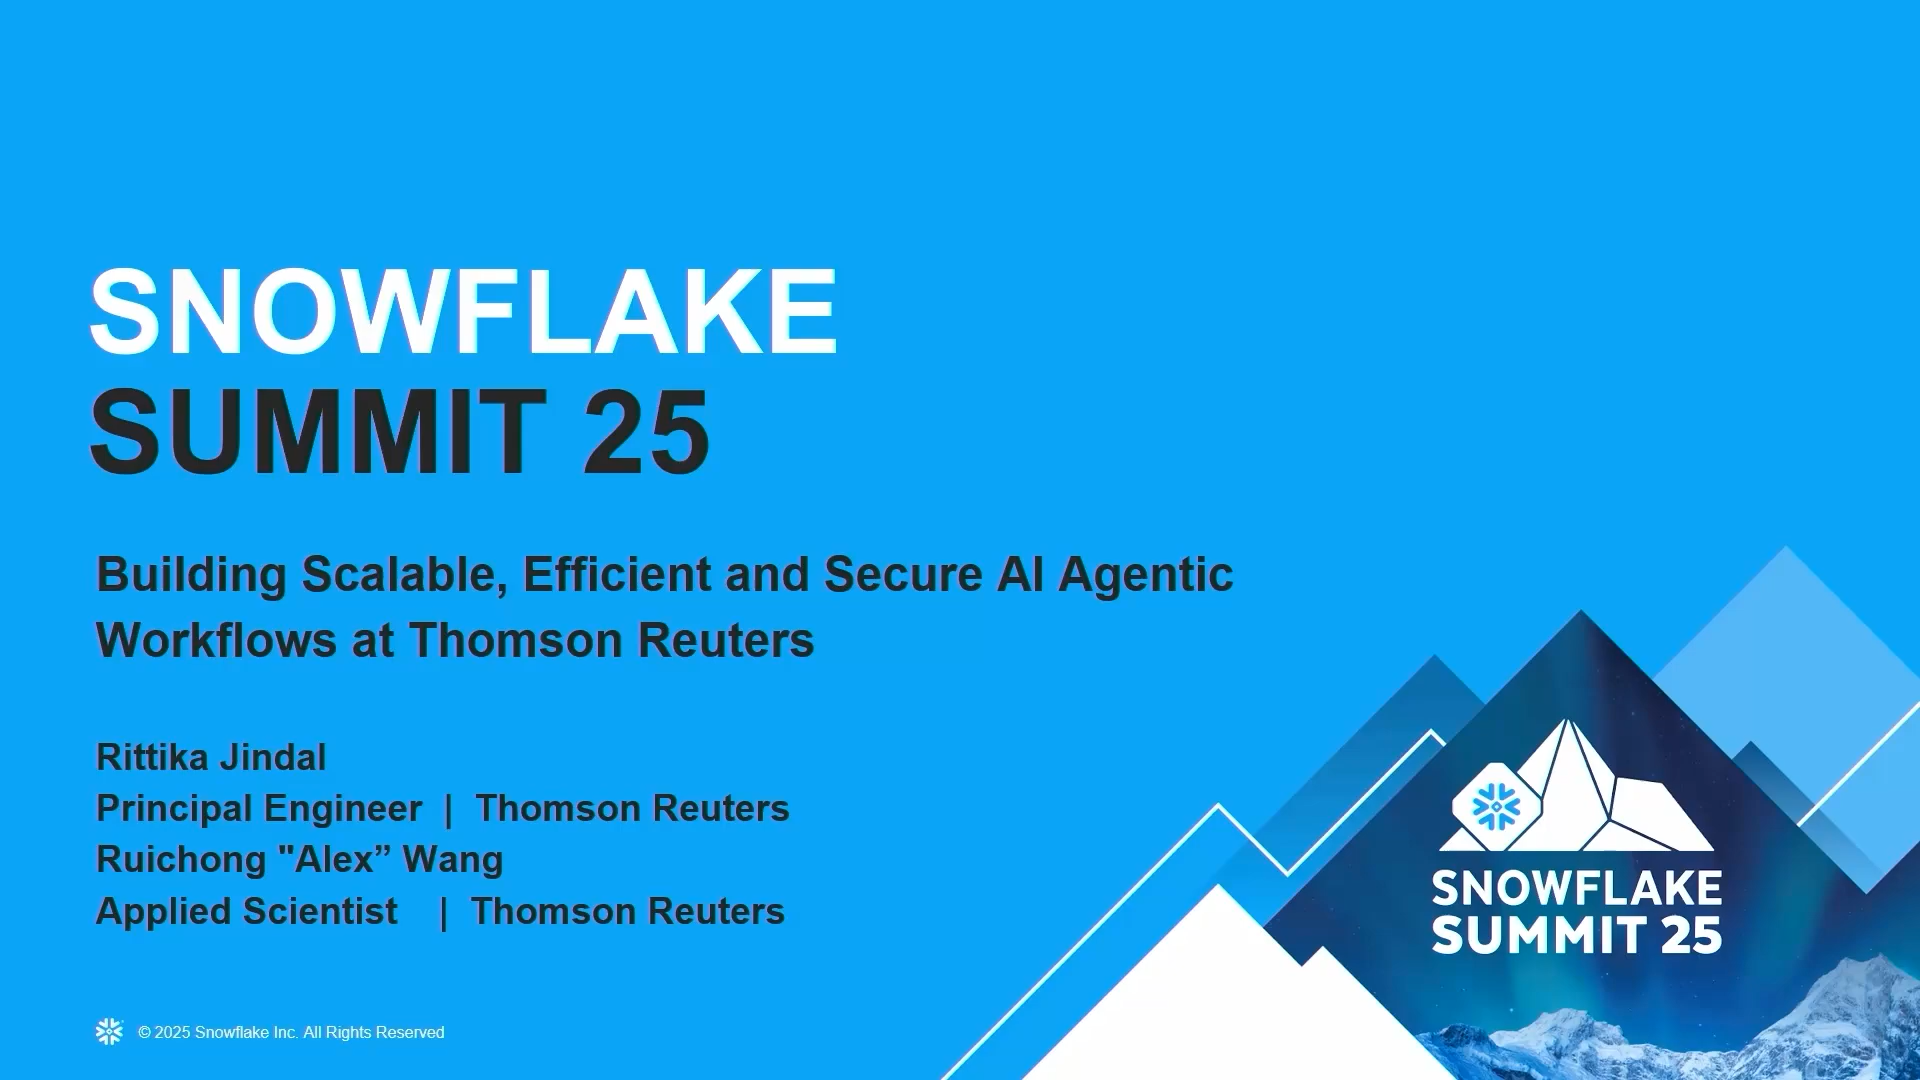 SNOWFLAKE
SUMMIT 25
Building Scalable, Efficient and Secure AI Agentic
Workflows at Thomson Reuters
Rittika Jindal
Principal Engineer | Thomson Reuters
Ruichong "Alex” Wang
Applied Scientist | Thomson Reuters
SNOWFLAKE
SUMMIT 25
© 2025 Snowflake Inc. All Rights Reserved